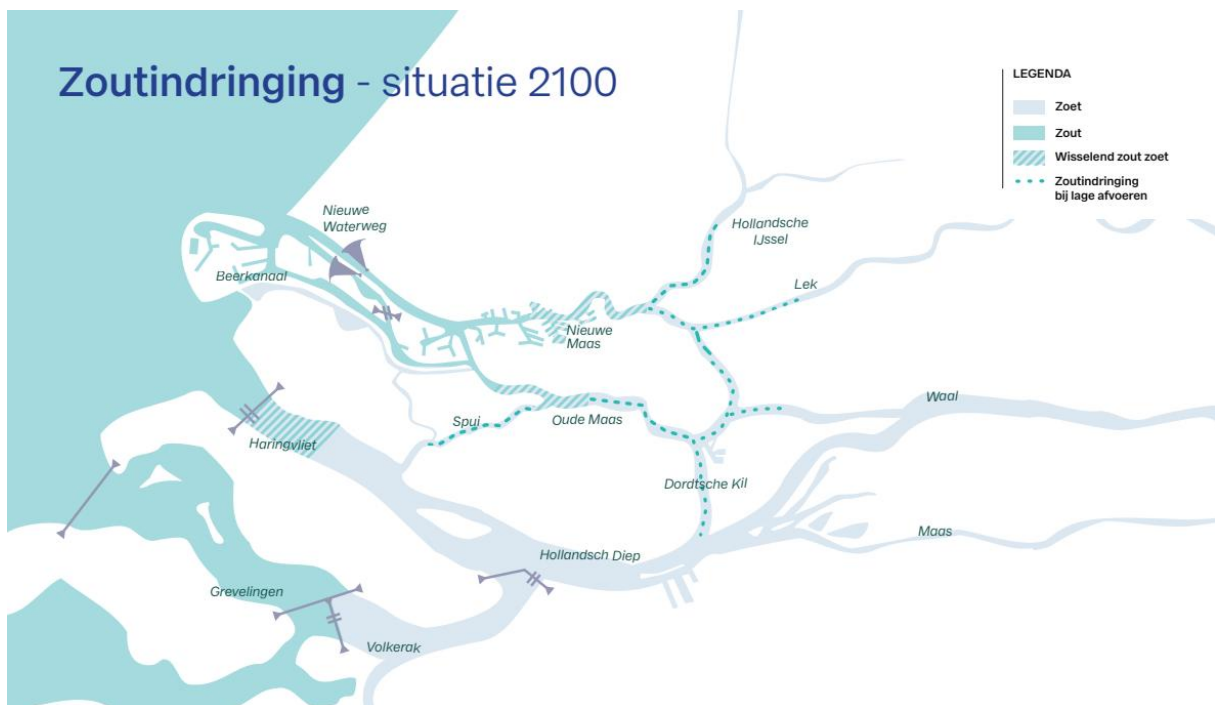 Zoutindringing - situatie 2100
LEGENDA
Zoet
Zout
Wisselend zout zoet
Zoutindringing
bij lage afvoeren
Nieuwe
Waterweg
Hollandsche
IJssel
Beerkanaal
Lek
Nieuwe
Maas
Waal
Spui
Oude Maas
Haringvliet
Dordtsche Kil
Maas
Hollandsch Diep
Grevelingen
Volkerak